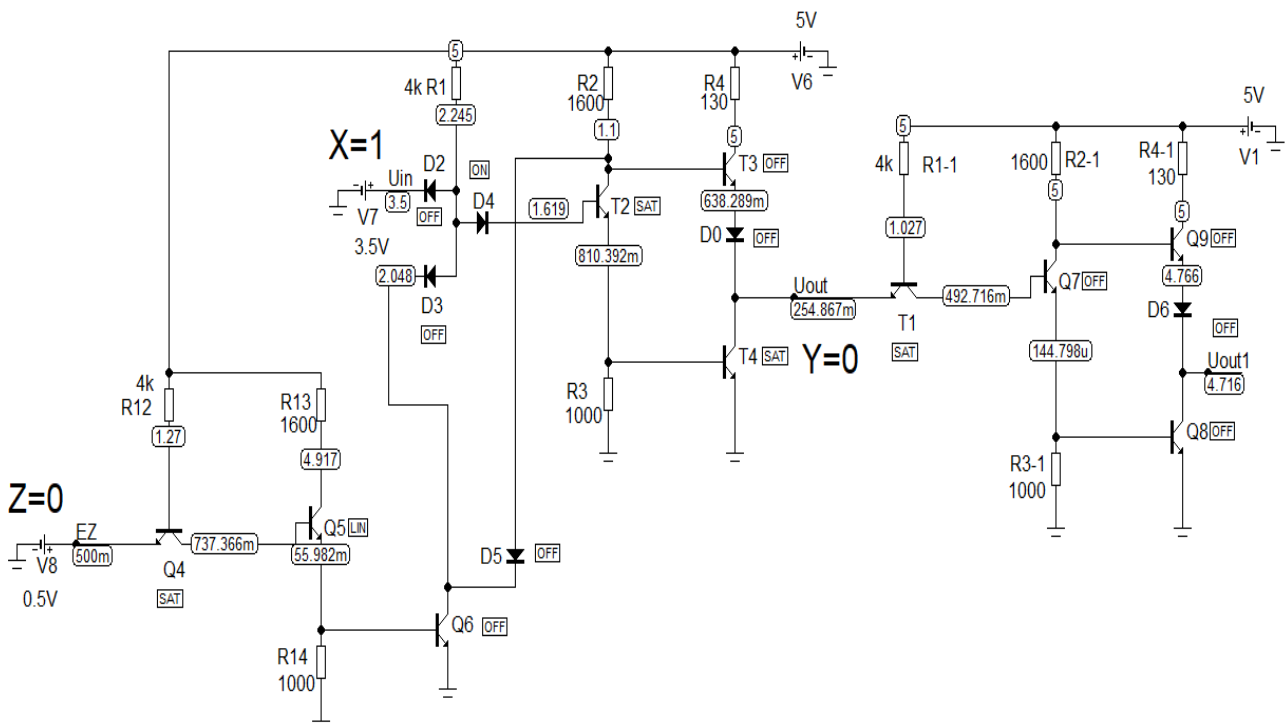 5V
5
R2
1600
R4
130
V6
4k R1
2.245
1.1
5
5V
X=1
D2
ON
T3
OFF
5
4k
R1-1
1600
R2-1
R4-1
130
V1
Uin
3.5
D4
1.619
T2
SAT
638.289m
5
5
V7
OFF
D0
OFF
1.027
Q9
OFF
3.5V
810.392m
4.766
2.048
D3
Uout
254.867m
492.716m
Q7
OFF
D6
OFF
T1
OFF
T4
SAT
Y=0
SAT
144.798u
Uout1
4.716
4k
R12
R13
1600
R3
1000
Q8
OFF
1.27
R3-1
1000
4.917
Z=0
EZ
500m
737.366m
Q5
LIN
55.982m
D5
OFF
V8
Q4
0.5V
SAT
Q6
OFF
R14
1000